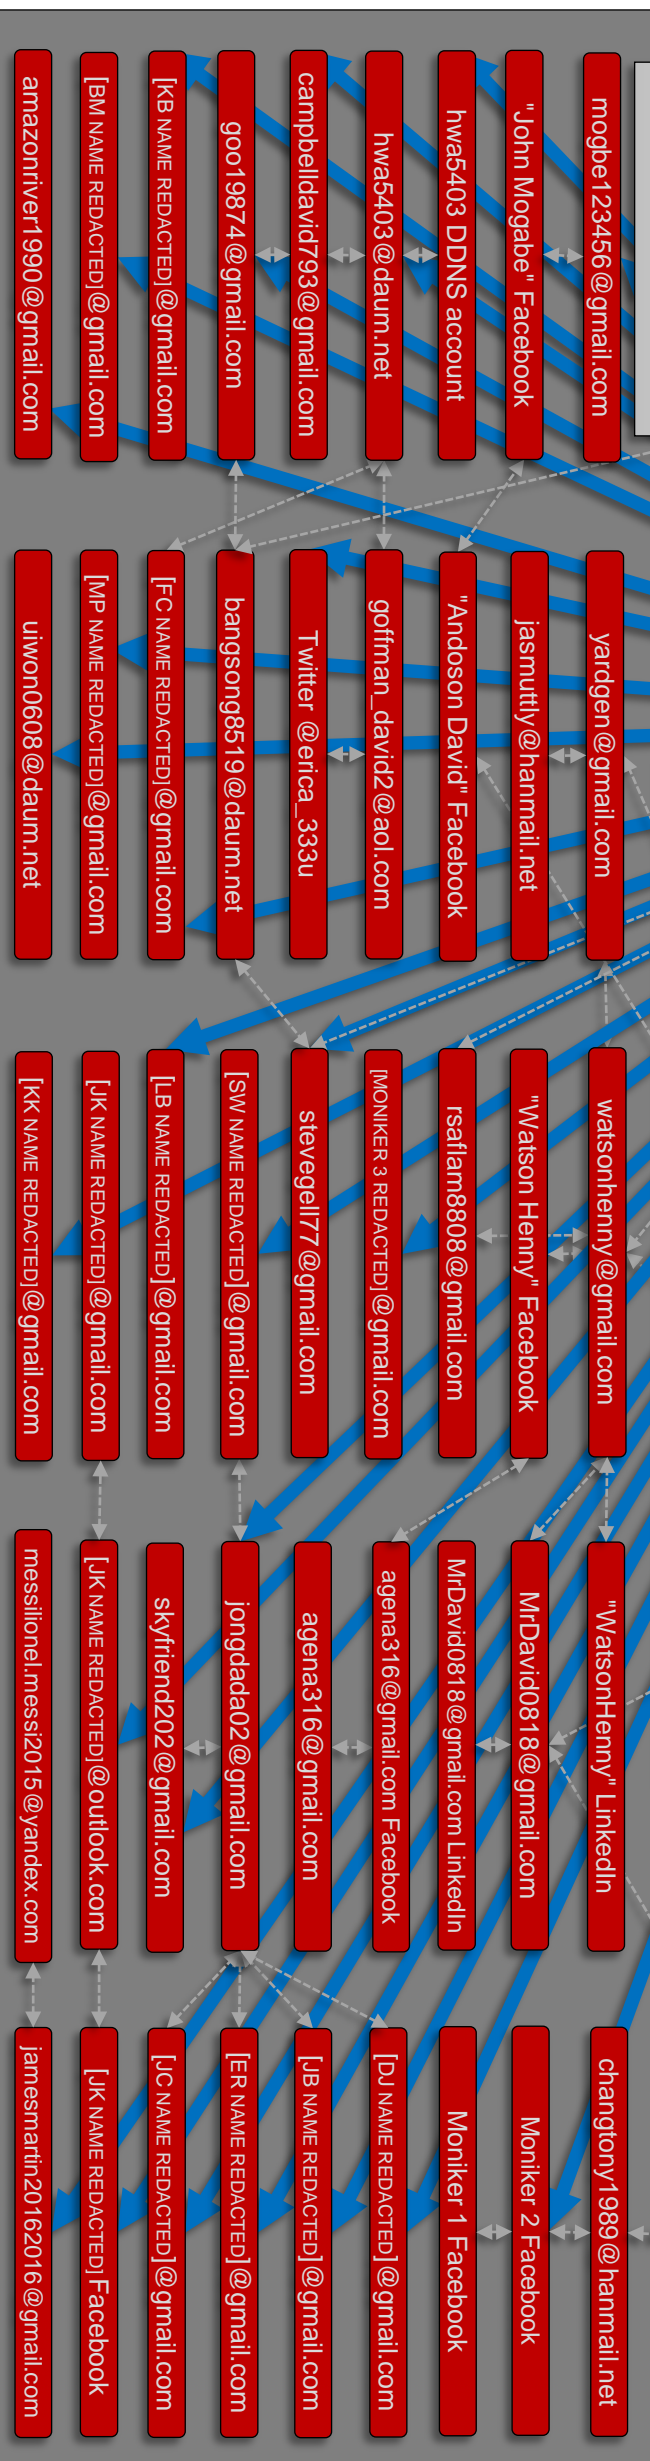 mogbe123456@gmail.com
"John Mogabe" Facebook
hwa5403 DDNS account
hwa5403@daum.net
campbelldavid793@gmail.com
goo19874@gmail.com
[KB NAME REDACTED]@gmail.com
[BM NAME REDACTED]@gmail.com
amazonriver1990@gmail.com
yardgen@gmail.com
jasmuttly@hanmail.net
"Andoson David" Facebook
goffman_david2@aol.com
Twitter @erica_333u
bangsong8519@daum.net
[FC NAME REDACTED]@gmail.com
[MP NAME REDACTED]@gmail.com
uiwon0608@daum.net
watsonhenny@gmail.com
"Watson Henny" Facebook
rsaflam8808@gmail.com
[MONIKER 3 REDACTED]@gmail.com
stevegell77@gmail.com
[SW NAME REDACTED]@gmail.com
[LB NAME REDACTED]@gmail.com
[JK NAME REDACTED]@gmail.com
[KK NAME REDACTED]@gmail.com
"WatsonHenny" LinkedIn
MrDavid0818@gmail.com
MrDavid0818@gmail.com LinkedIn
agena316@gmail.com Facebook
agena316@gmail.com
jongdada02@gmail.com
skyfriend202@gmail.com
[JK NAME REDACTED]@outlook.com
messilionel.messi2015@yandex.com
changtony1989@hanmail.net
Moniker 2 Facebook
Moniker 1 Facebook
[DJ NAME REDACTED]@gmail.com
[JB NAME REDACTED]@gmail.com
[ER NAME REDACTED]@gmail.com
[JC NAME REDACTED]@gmail.com
[JK NAME REDACTED] Facebook
jamesmartin20162016@gmail.com